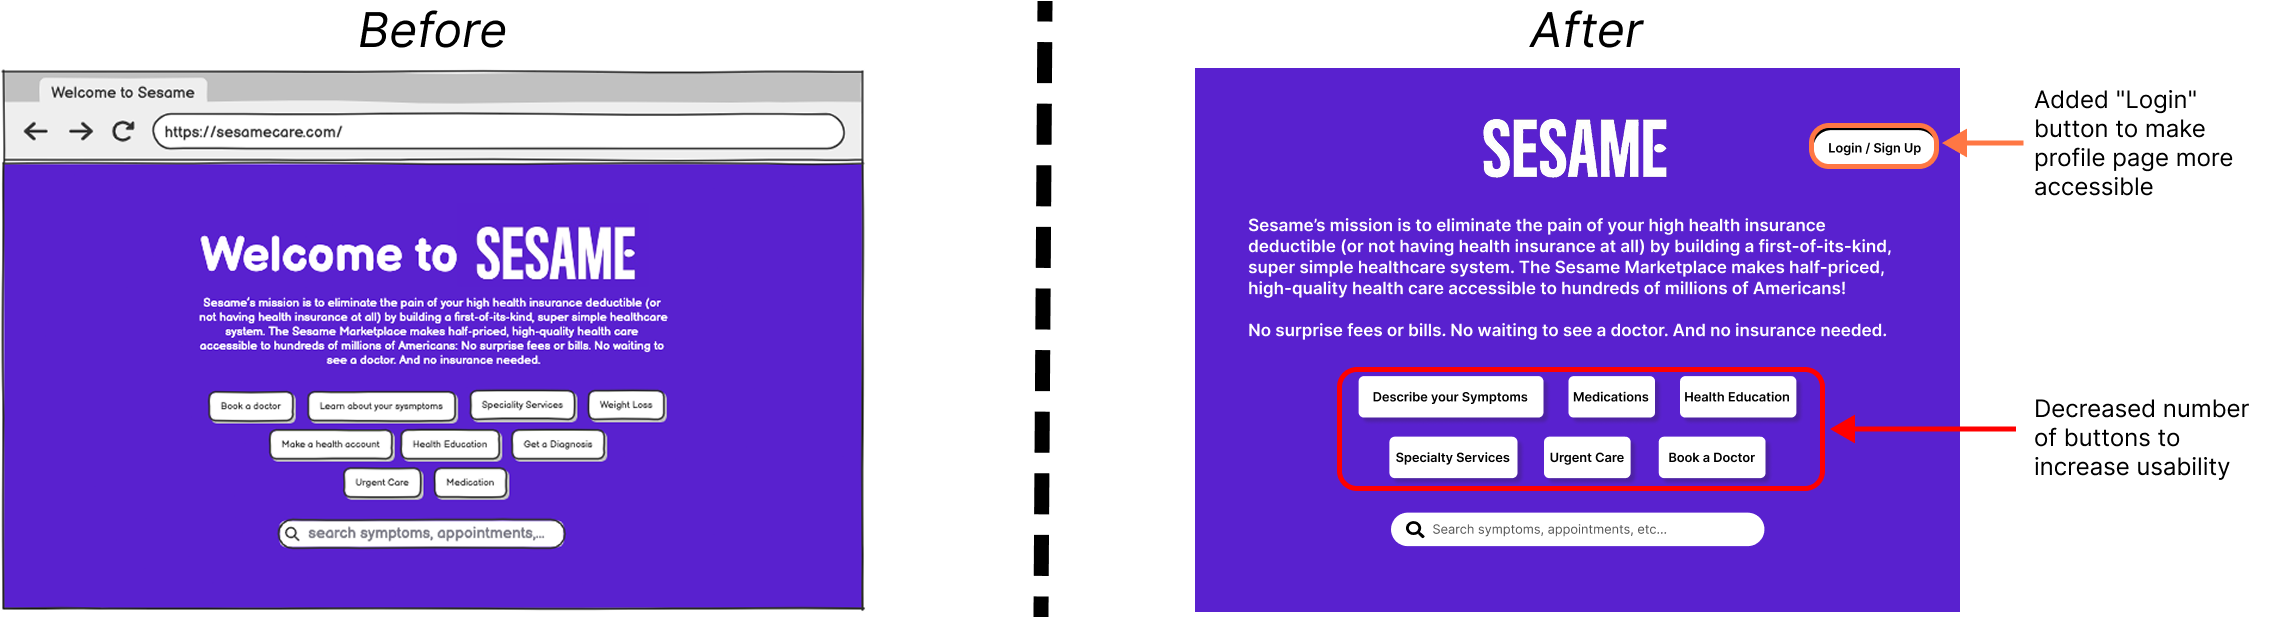 Before
Welcome to Sesame
https://sesamecare.com/
Welcome to SESAME
Sesame's mission is to eliminate the pain of your high health insurance deductible (or
not having health insurance at all) by building a first-of-its-kind, super simple healthcare
system. The Sesame Marketplace makes half-priced, high-quality health care
accessible to hundreds of millions of Americans: No surprise fees or bills. No waiting to
see a doctor. And no insurance needed.
Book a doctor
Learn about your sysmptoms
Speciality Services
Weight Loss
Make a health account
Health Education
Get a Diagnosis
Urgent Care
Medication
search symptoms, appointments,...
After
SESAME
Login / Sign Up
Added "Login"
button to make
profile page more
accessible
Sesame's mission is to eliminate the pain of your high health insurance
deductible (or not having health insurance at all) by building a first-of-its-kind,
super simple healthcare system. The Sesame Marketplace makes half-priced,
high-quality health care accessible to hundreds of millions of Americans!
No surprise fees or bills. No waiting to see a doctor. And no insurance needed.
Describe your Symptoms
Medications
Health Education
Specialty Services
Urgent Care
Book a Doctor
Decreased number
of buttons to
increase usability
Search symptoms, appointments, etc...